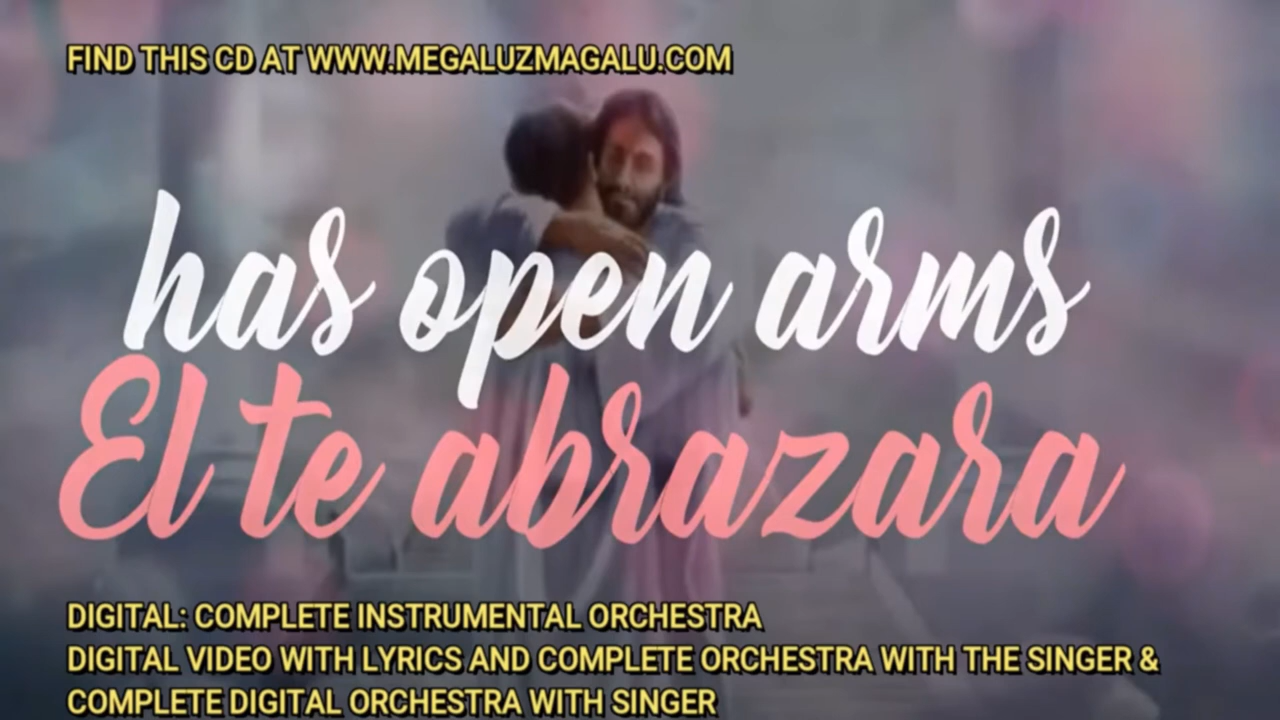 FIND THIS CD AT WWW.MEGALUZMAGALU.COM
has open arms
El te abrazara
DIGITAL: COMPLETE INSTRUMENTAL ORCHESTRA
DIGITAL VIDEO WITH LYRICS AND COMPLETE ORCHESTRA WITH THE SINGER &
COMPLETE DIGITAL ORCHESTRA WITH SINGER